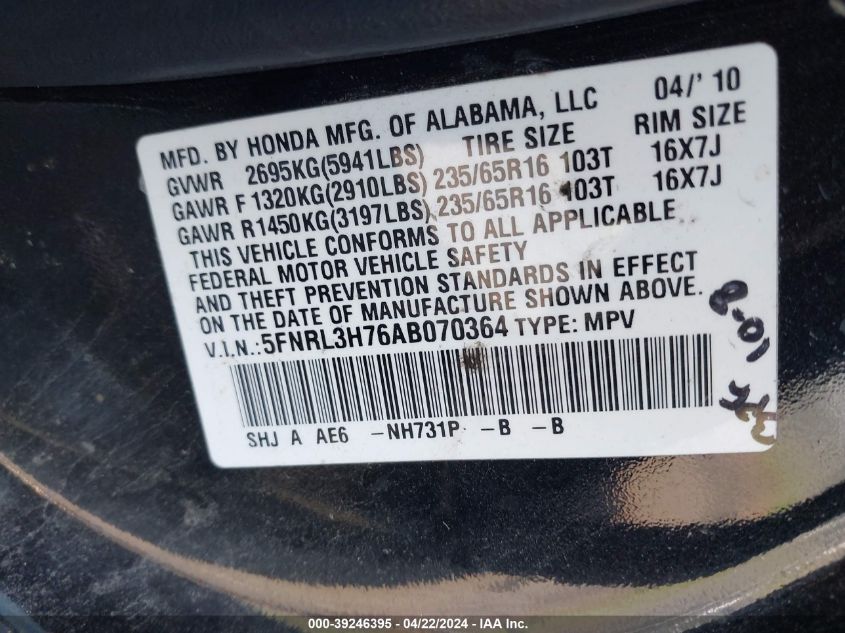 MFD. BY HONDA MFG. OF ALABAMA, LLC 04/' 10
GVWR 2695KG(5941LBS) TIRE SIZE RIM SIZE
GAWR F 1320KG(2910LBS) 235/65R16 103T 16X7J
GAWR R1450KG(3197LBS) 235/65R16 103T 16X7J
THIS VEHICLE CONFORMS TO ALL APPLICABLE
FEDERAL MOTOR VEHICLE SAFETY
AND THEFT PREVENTION STANDARDS IN EFFECT
ON THE DATE OF MANUFACTURE SHOWN ABOVE.
V.I.N.:5FNRL3H76AB070364 TYPE: MPV
SHJ A AE6 -NH731P -B -B
000-39246395 - 04/22/2024 - IAA Inc.